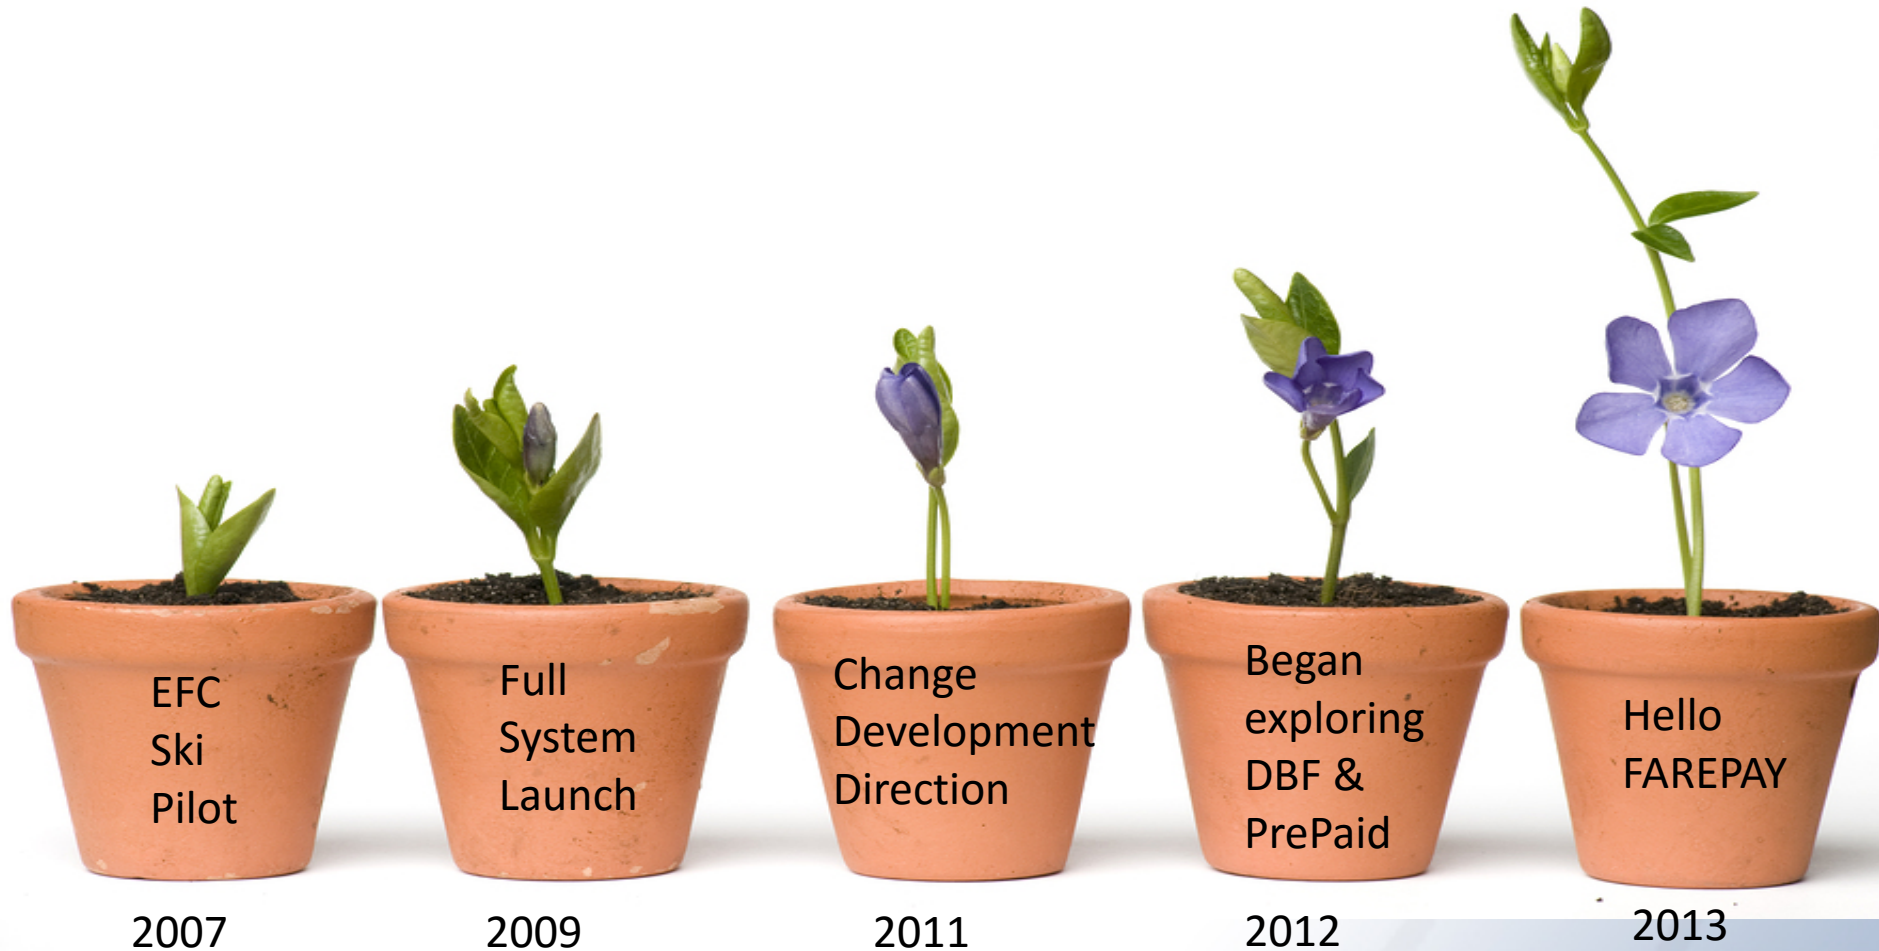 EFC
Ski
Pilot
Full
System
Launch
Change
Development
Direction
Began
exploring
DBF &
PrePaid
Hello
FAREPAY
2007
2009
2011
2012
2013